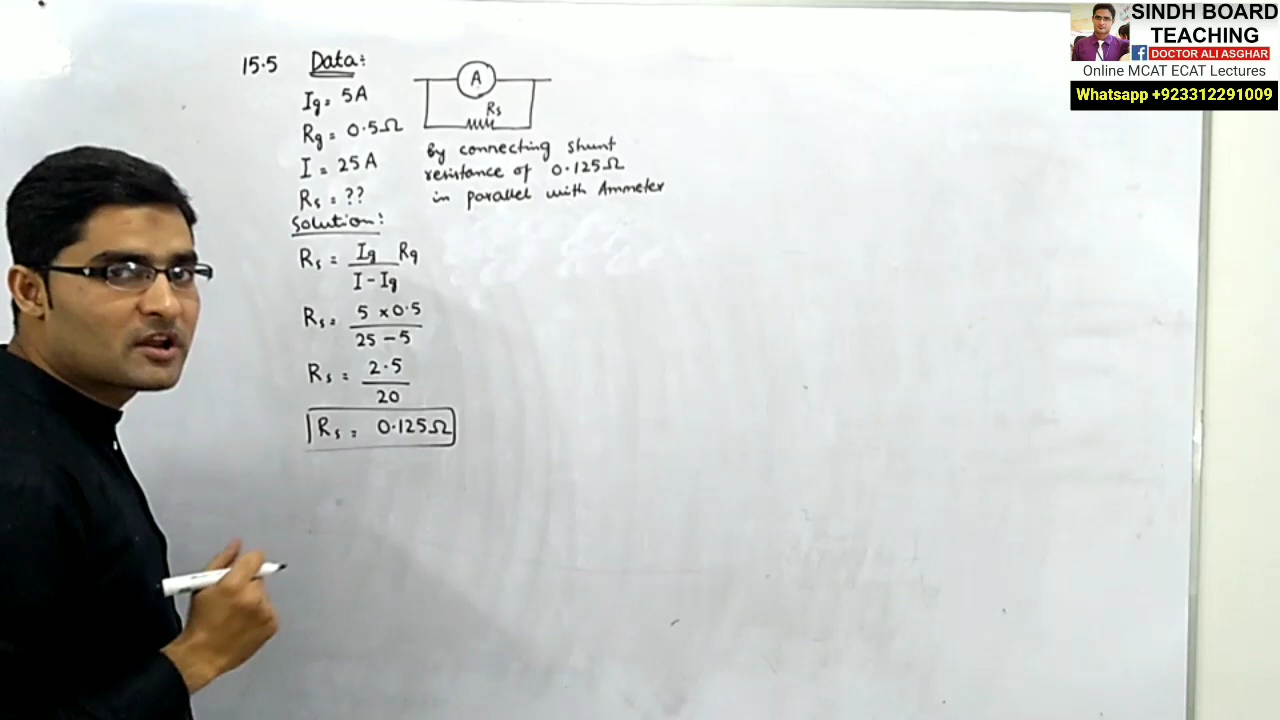 SINDH BOARD
TEACHING
f DOCTOR ALI ASGHAR
Online MCAT ECAT Lectures
Whatsapp +923312291009
15.5 Data:
Ig = 5A
Rg = 0.5Ω
I = 25A
Rs = ??
A
Rs
By connecting shunt
resistance of 0.125Ω
in parallel with Ammeter
Solution:
Rs = Ig Rg
I - Ig
Rs = 5 × 0.5
25 - 5
Rs = 2.5
20
Rs = 0.125Ω